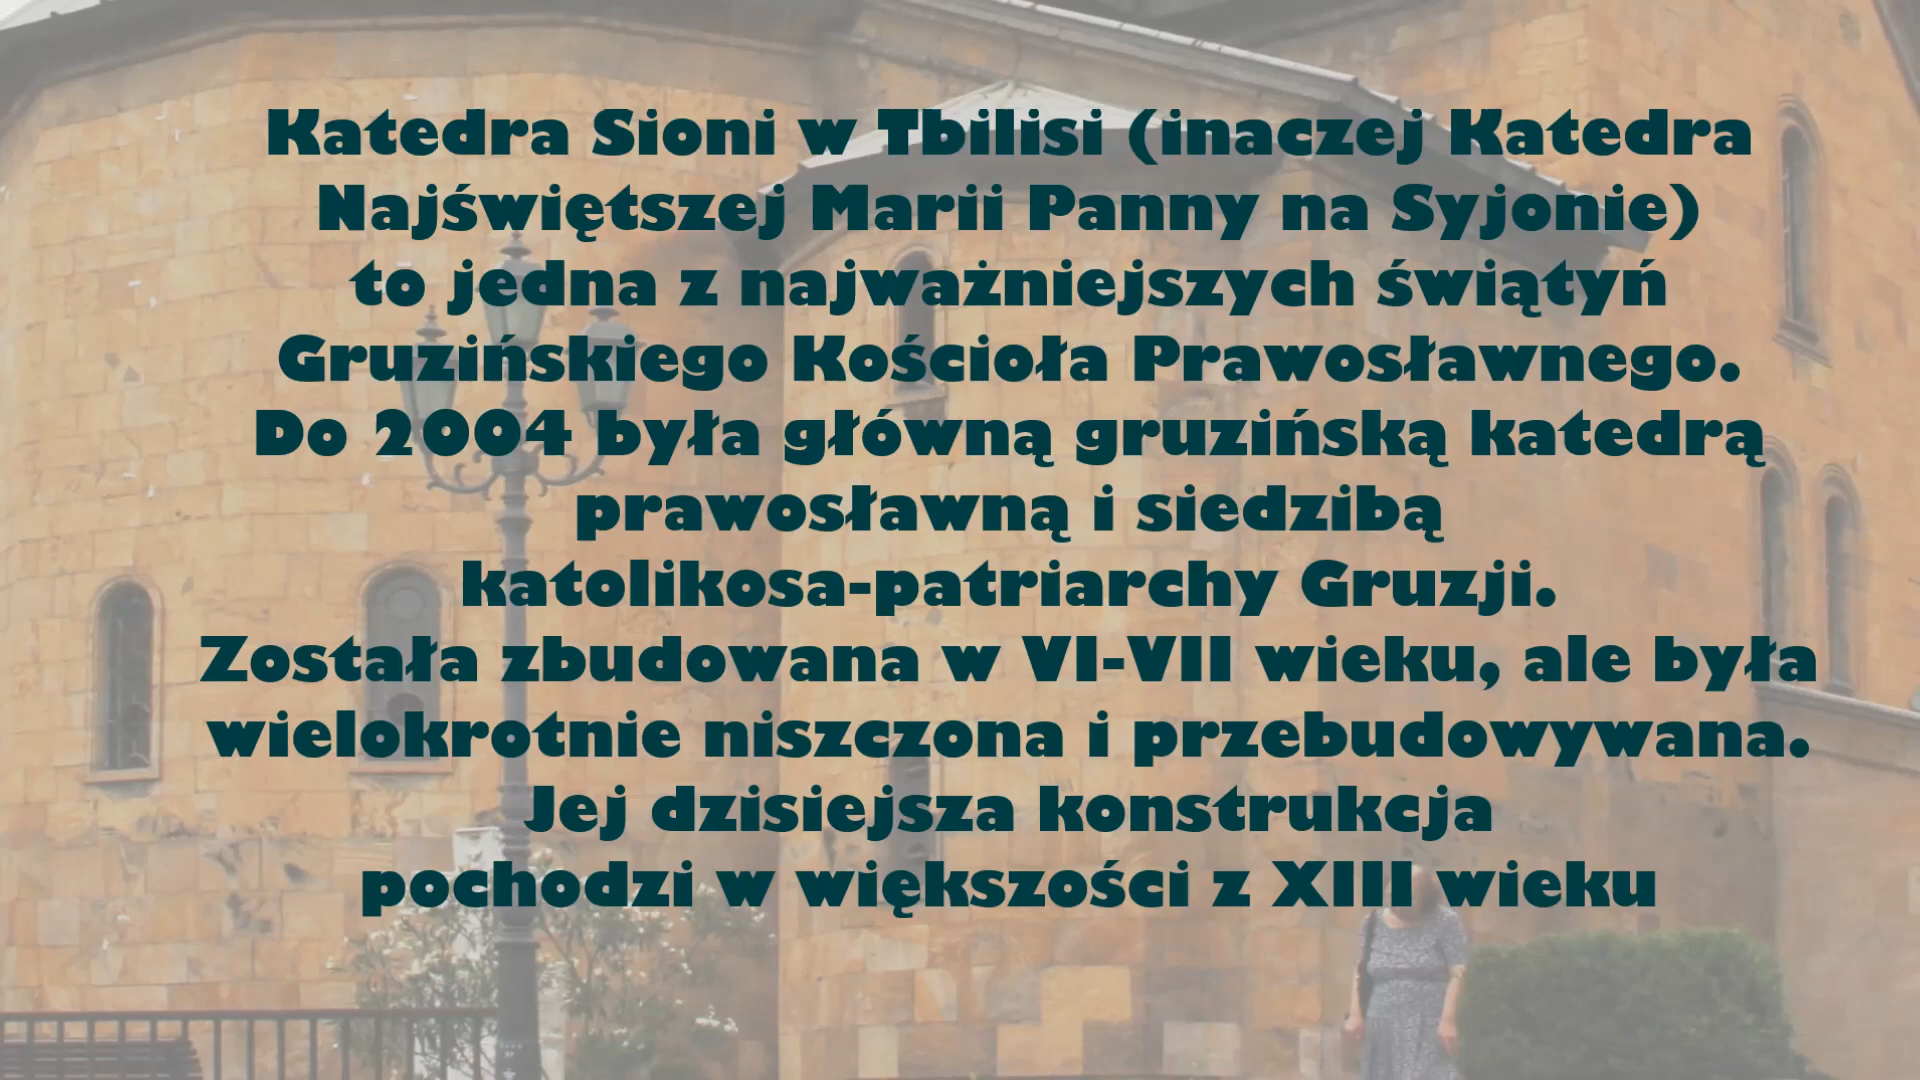 Katedra Sioni w Tbilisi (inaczej Katedra
Najświętszej Marii Panny na Syjonie)
to jedna z najważniejszych świątyń
Gruzińskiego Kościoła Prawosławnego.
Do 2004 była główną gruzińską katedrą
prawosławną i siedzibą
katolikosa-patriarchy Gruzji.
Została zbudowana w VI-VII wieku, ale była
wielokrotnie niszczona i przebudowywana.
Jej dzisiejsza konstrukcja
pochodzi w większości z XIII wieku